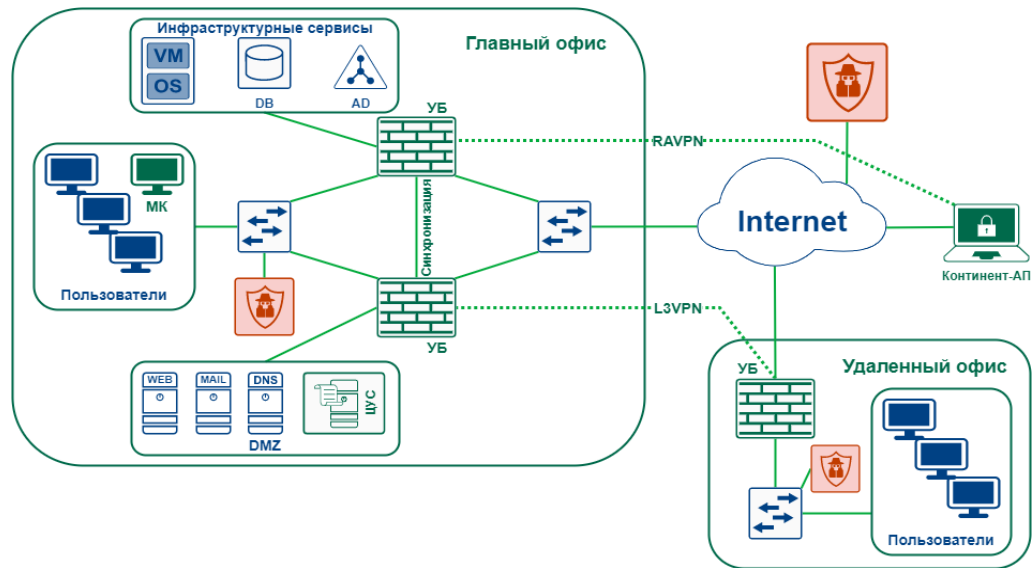 Инфраструктурные сервисы
VM
OS
DB
AD
Главный офис
УБ
RAVPN
МК
Пользователи
Синхронизация
Internet
Континент-АП
L3VPN
УБ
WEB
MAIL
DNS
ЦУС
DMZ
Удаленный офис
УБ
Пользователи